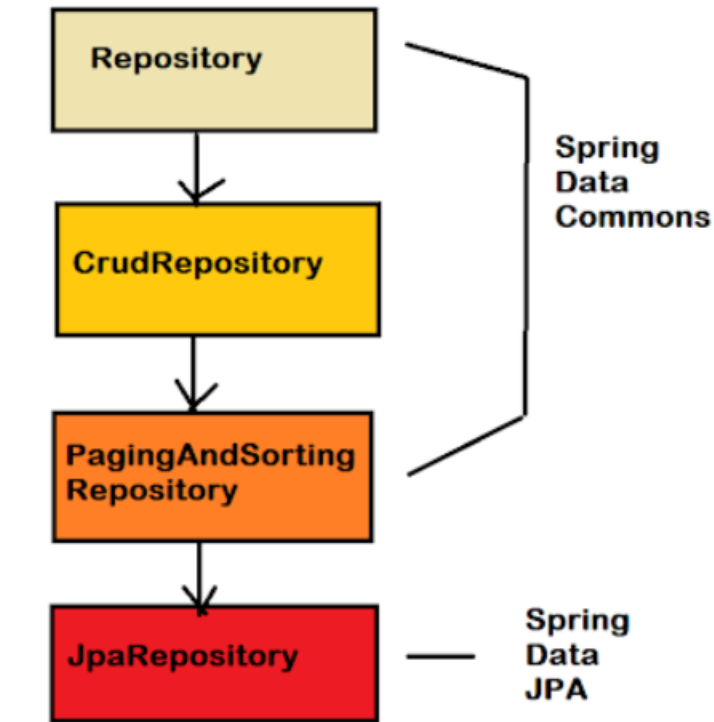 Repository
Spring
Data
Commons
CrudRepository
PagingAndSorting
Repository
JpaRepository
Spring
Data
JPA